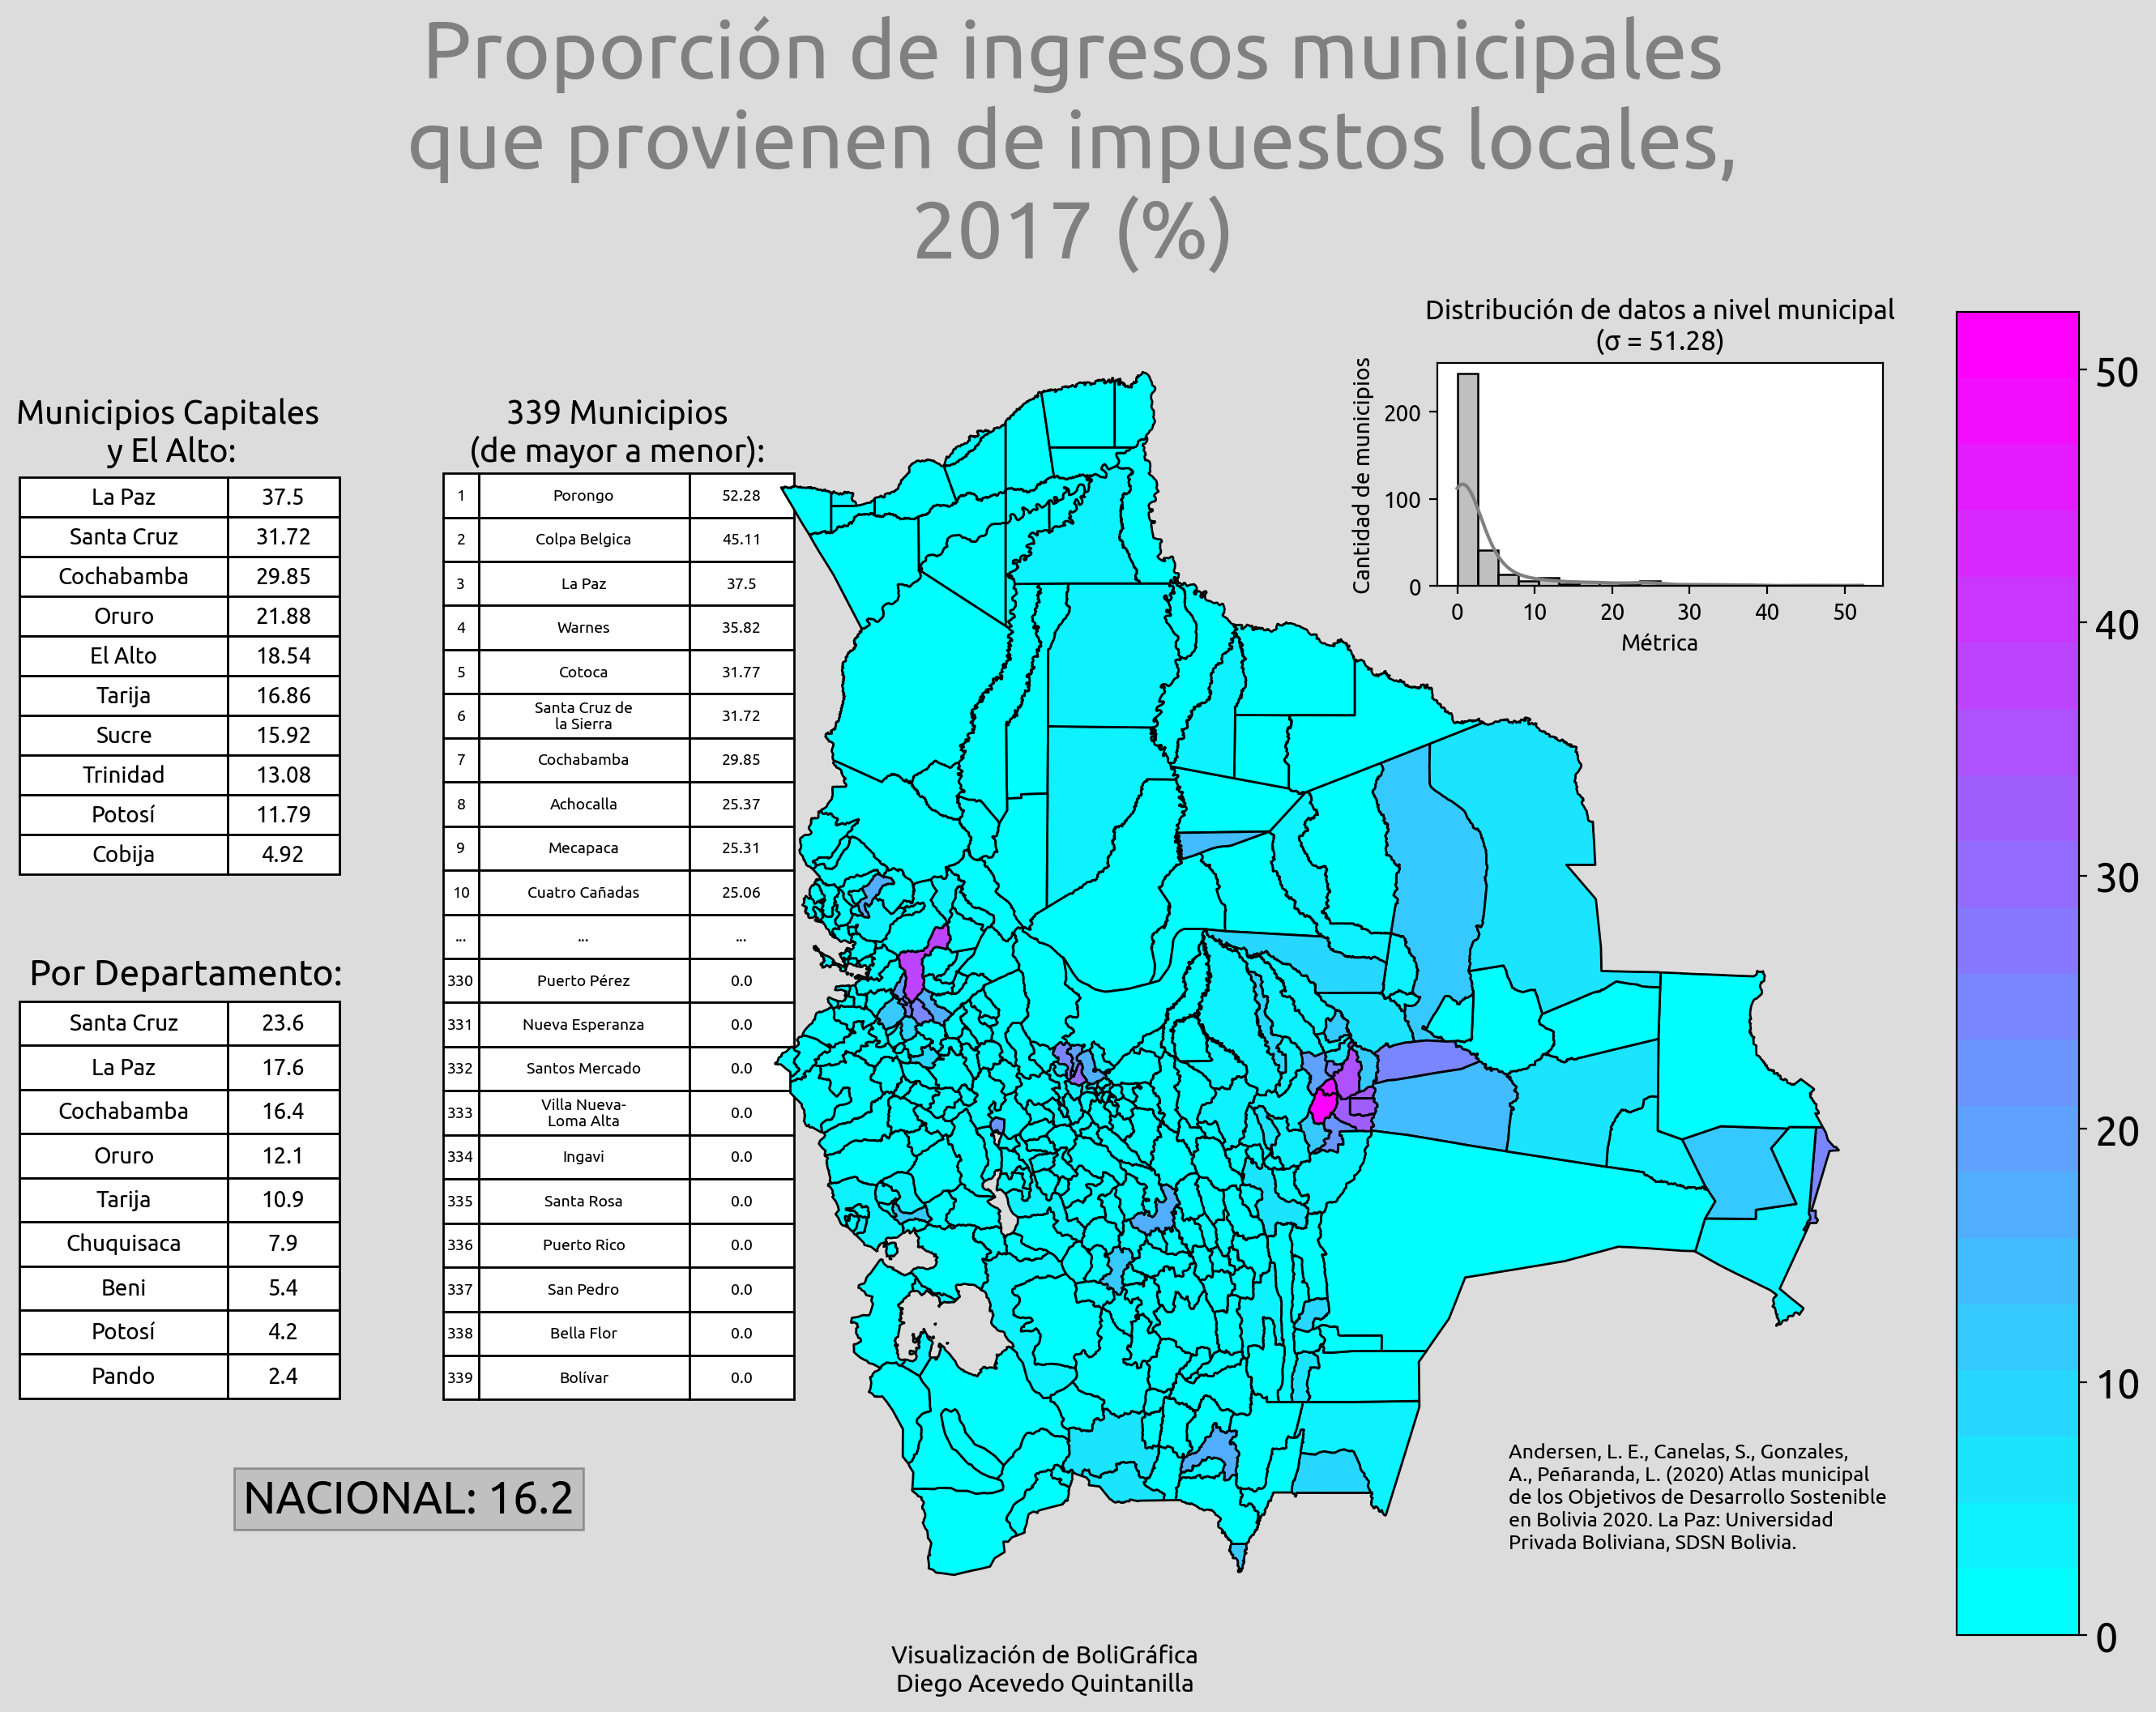 Proporción de ingresos municipales
que provienen de impuestos locales,
2017 (%)
Municipios Capitales
y El Alto:
La Paz 37.5
Santa Cruz 31.72
Cochabamba 29.85
Oruro 21.88
El Alto 18.54
Tarija 16.86
Sucre 15.92
Trinidad 13.08
Potosí 11.79
Cobija 4.92
Por Departamento:
Santa Cruz 23.6
La Paz 17.6
Cochabamba 16.4
Oruro 12.1
Tarija 10.9
Chuquisaca 7.9
Beni 5.4
Potosí 4.2
Pando 2.4
NACIONAL: 16.2
339 Municipios
(de mayor a menor):
1 Porongo 52.28
2 Colpa Belgica 45.11
3 La Paz 37.5
4 Warnes 35.82
5 Cotoca 31.77
6 Santa Cruz de
la Sierra 31.72
7 Cochabamba 29.85
8 Achocalla 25.37
9 Mecapaca 25.31
10 Cuatro Cañadas 25.06
... ... ...
330 Puerto Pérez 0.0
331 Nueva Esperanza 0.0
332 Santos Mercado 0.0
333 Villa Nueva-
Loma Alta 0.0
334 Ingavi 0.0
335 Santa Rosa 0.0
336 Puerto Rico 0.0
337 San Pedro 0.0
338 Bella Flor 0.0
339 Bolívar 0.0
Distribución de datos a nivel municipal
(σ = 51.28)
Cantidad de municipios
200
100
0
0 10 20 30 40 50
Métrica
50
40
30
20
10
0
Andersen, L. E., Canelas, S., Gonzales,
A., Peñaranda, L. (2020) Atlas municipal
de los Objetivos de Desarrollo Sostenible
en Bolivia 2020. La Paz: Universidad
Privada Boliviana, SDSN Bolivia.
Visualización de BoliGráfica
Diego Acevedo Quintanilla